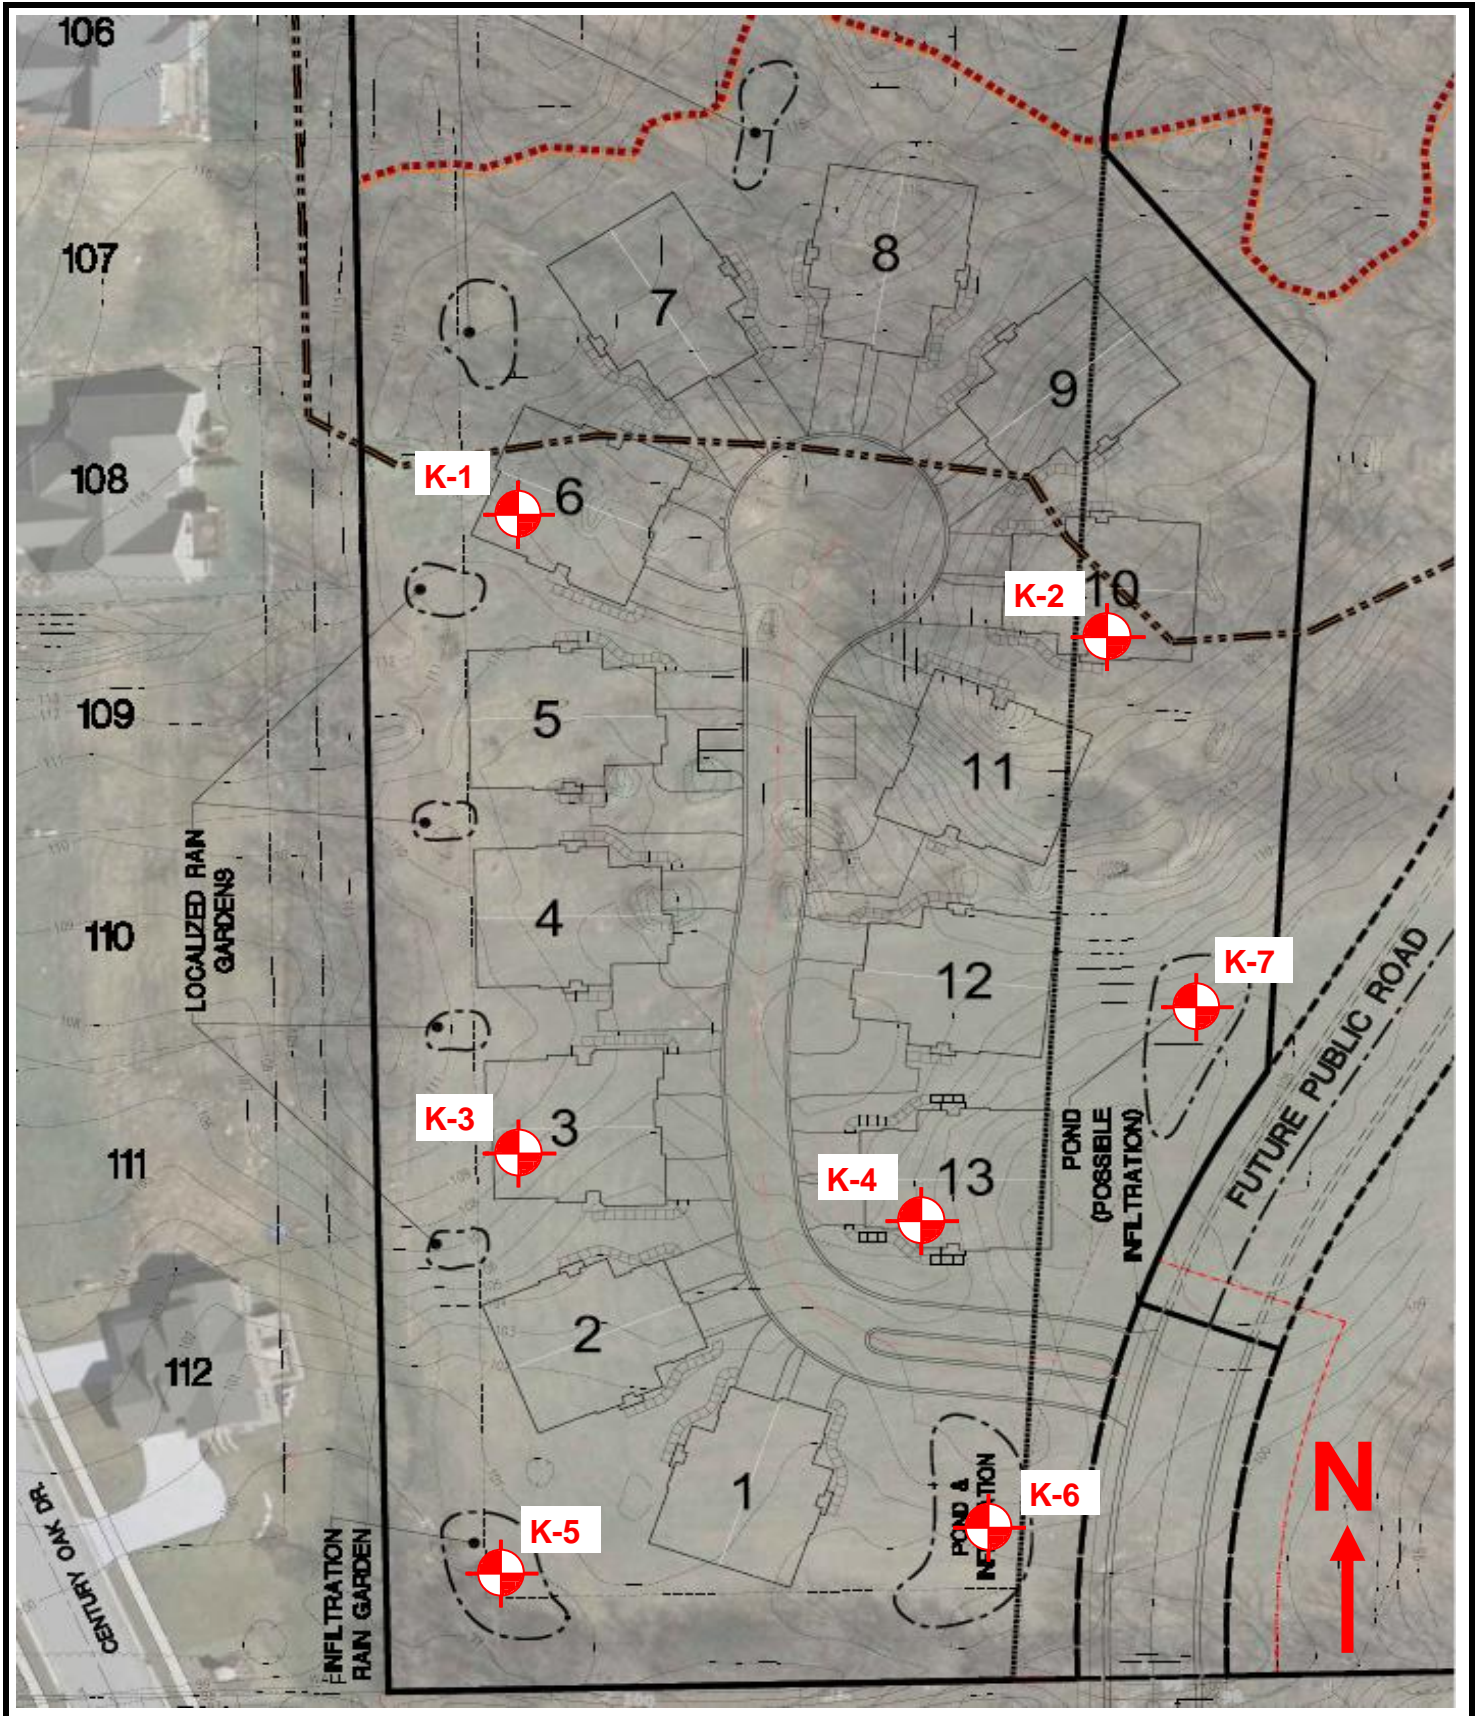 106
107
8
7
9
K-1
6
108
K-2
10
109
5
11
LOCALIZED RAIN
GARDENS
110
4
12
K-7
FUTURE PUBLIC ROAD
K-3
3
111
POND
(POSSIBLE
INFILTRATION)
K-4
13
2
112
1
N
K-6
POND &
K-5
CENTURY OAK DR.
INFILTRATION
RAIN GARDEN